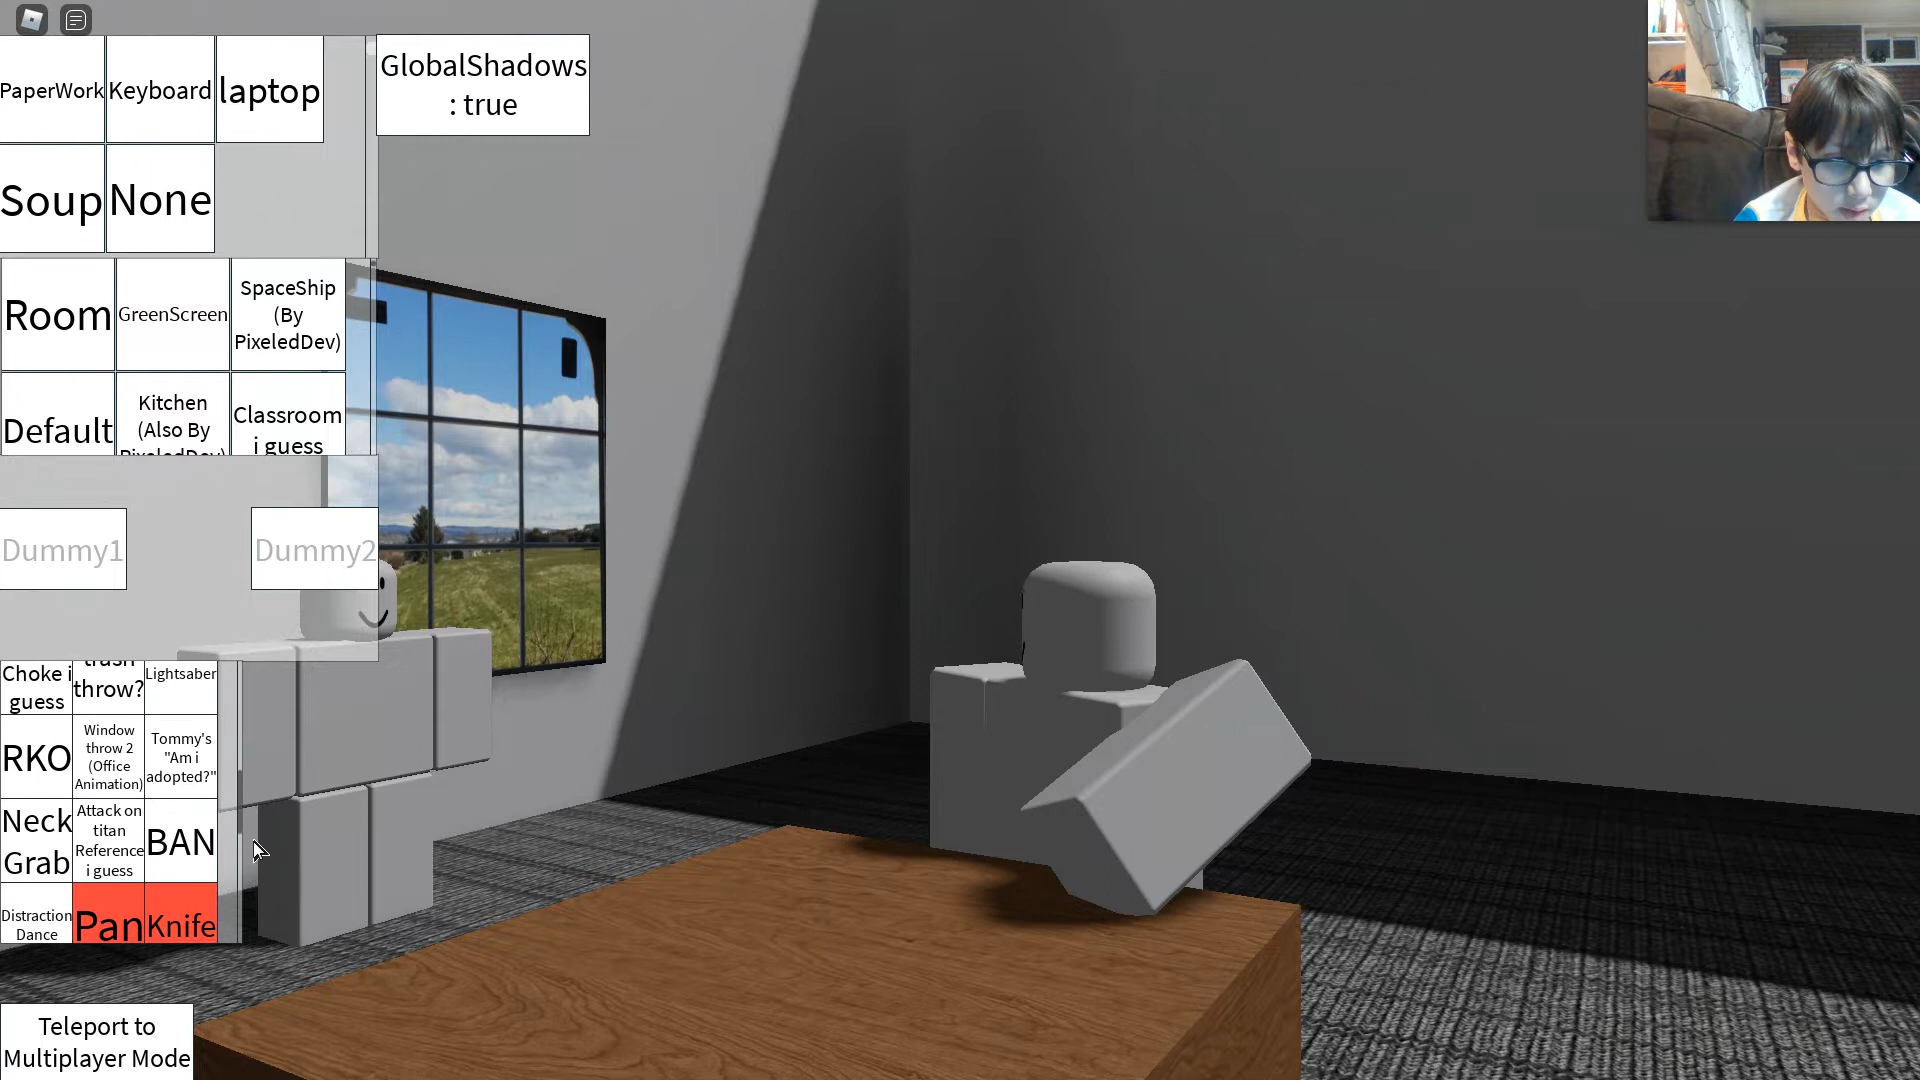 PaperWork
Keyboard
laptop
GlobalShadows
: true
Soup
None
Room
GreenScreen
SpaceShip
(By
PixeledDev)
Default
Kitchen
(Also By
PixeledDev)
Classroom
i guess
Dummy1
Dummy2
Choke i
guess
trash
throw?
Lightsaber
RKO
Window
throw 2
(Office
Animation)
Tommy's
"Am i
adopted?"
Neck
Grab
Attack on
titan
Reference
i guess
BAN
Distraction
Dance
Pan
Knife
Teleport to
Multiplayer Mode